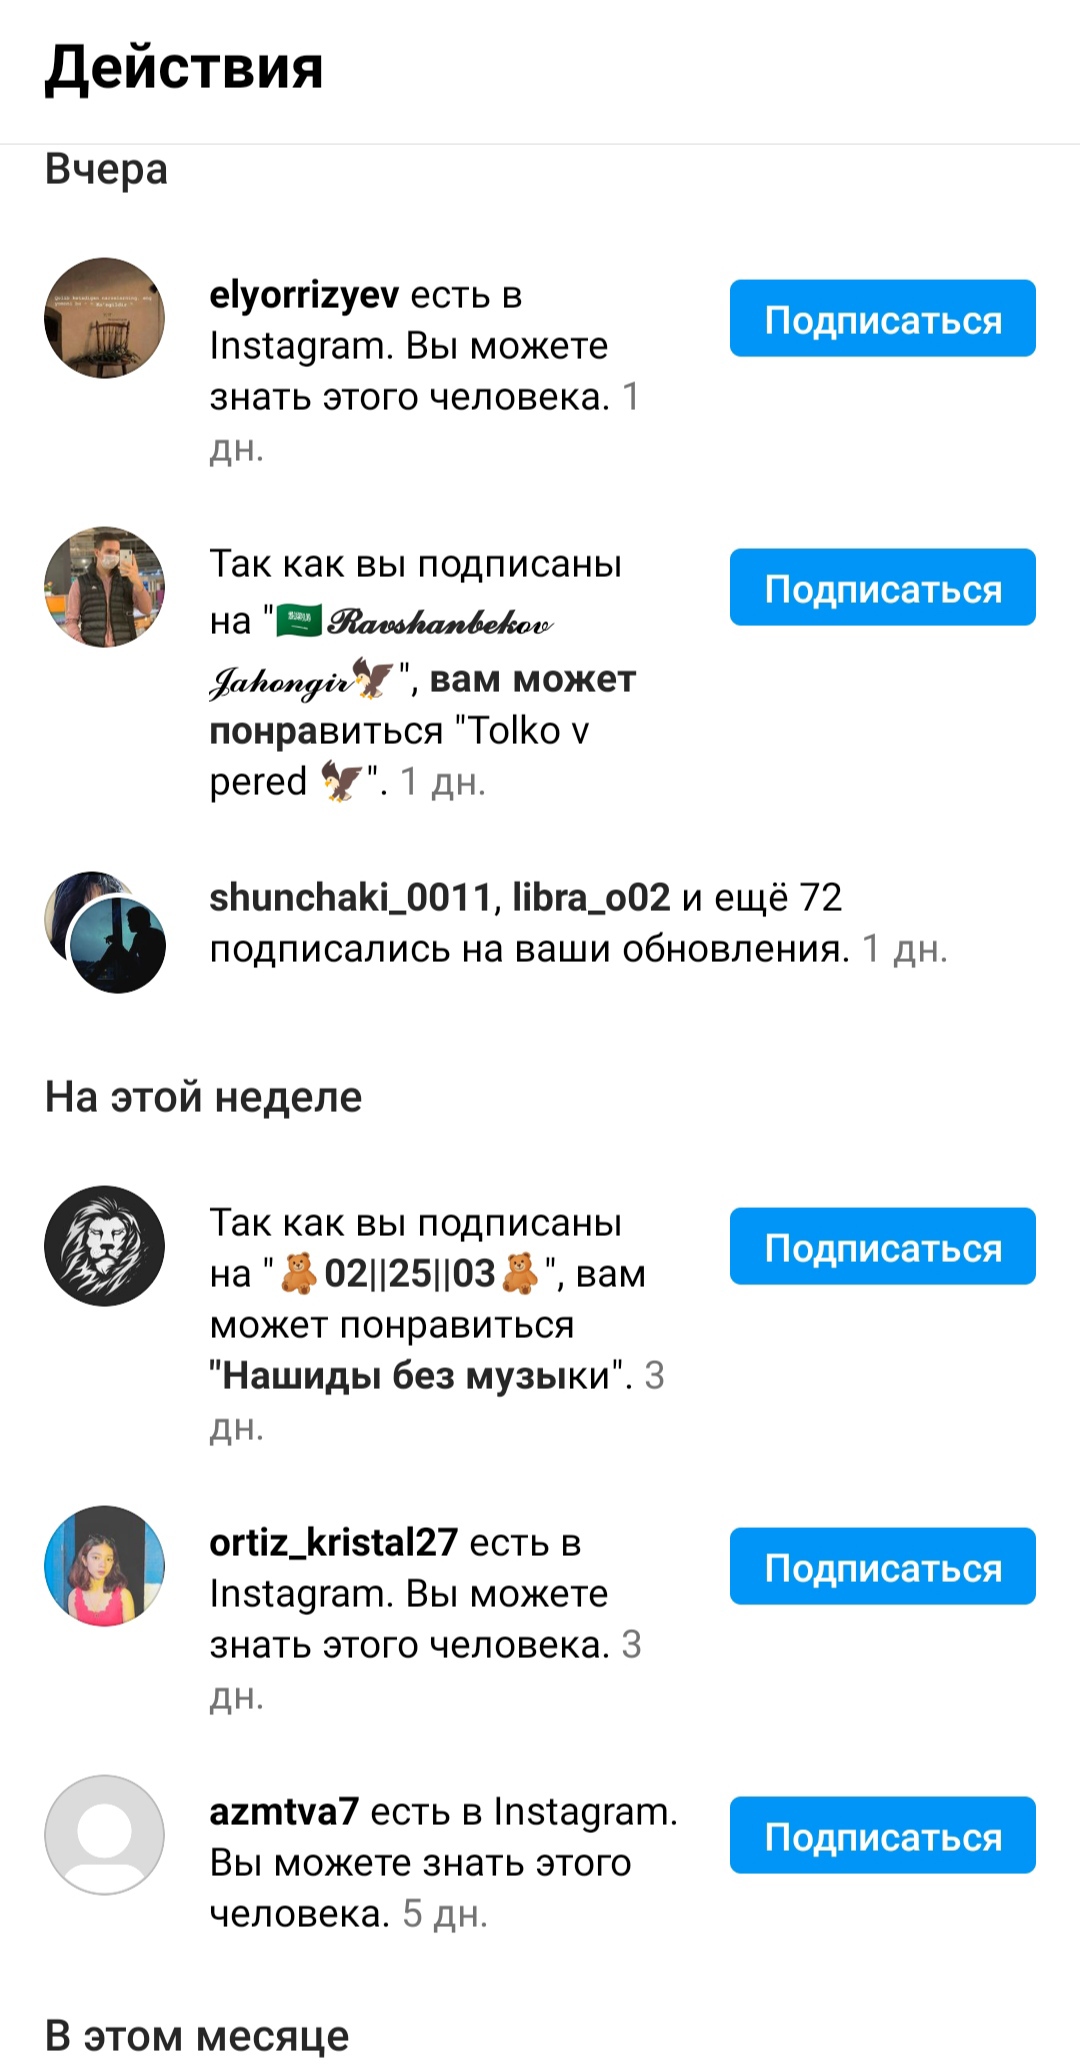 Действия
Вчера
elyorrizyev есть в
Instagram. Вы можете
знать этого человека. 1
дн.
Подписаться
Так как вы подписаны
на "🇸🇦𝓡𝓪𝓿𝓼𝓱𝓪𝓷𝓫𝓮𝓴𝓸𝓿
𝓙𝓪𝓱𝓸𝓷𝓰𝓲𝓻🦅", вам может
понравиться "Tolko v
pered 🦅". 1 дн.
Подписаться
shunchaki_0011, libra_o02 и ещё 72
подписались на ваши обновления. 1 дн.
На этой неделе
Так как вы подписаны
на "🧸02||25||03🧸", вам
может понравиться
"Нашиды без музыки". 3
дн.
Подписаться
ortiz_kristal27 есть в
Instagram. Вы можете
знать этого человека. 3
дн.
Подписаться
azmtva7 есть в Instagram.
Вы можете знать этого
человека. 5 дн.
Подписаться
В этом месяце